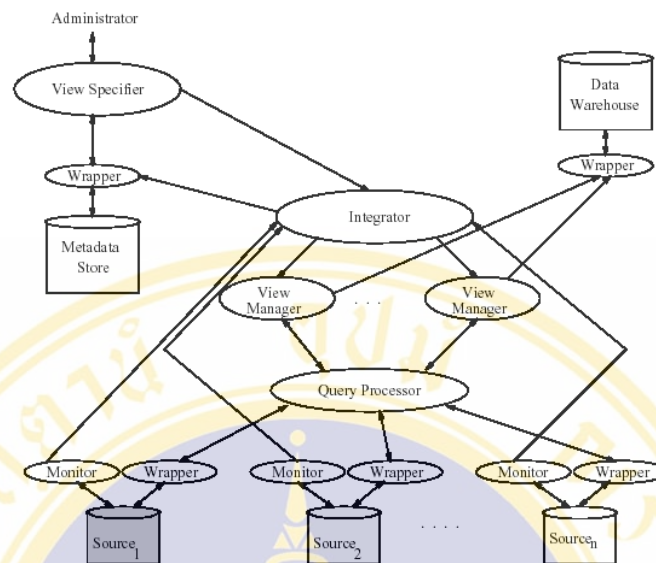 Administrator
View Specifier
Data
Warehouse
Wrapper
Wrapper
Integrator
Metadata
Store
View
Manager
. . .
View
Manager
Query Processor
Monitor
Wrapper
Monitor
Wrapper
Monitor
Wrapper
Source1
Source2
. . . .
Sourcen